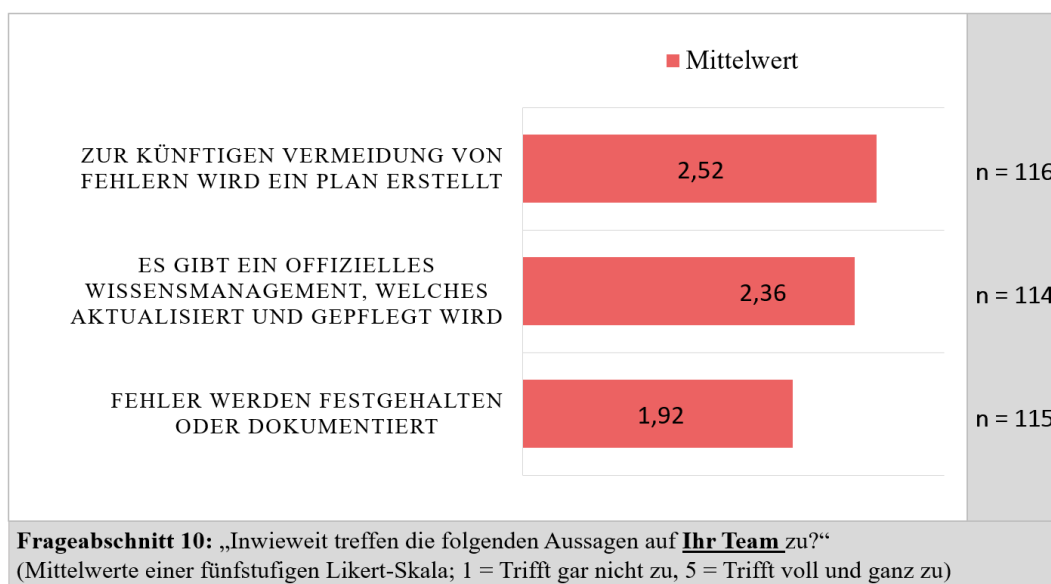 Mittelwert
ZUR KÜNFTIGEN VERMEIDUNG VON
FEHLERN WIRD EIN PLAN ERSTELLT
2,52
n = 116
ES GIBT EIN OFFIZIELLES
WISSENSMANAGEMENT, WELCHES
AKTUALISIERT UND GEPFLEGT WIRD
2,36
n = 114
FEHLER WERDEN FESTGEHALTEN
ODER DOKUMENTIERT
1,92
n = 115
Frageabschnitt 10: „Inwieweit treffen die folgenden Aussagen auf Ihr Team zu?“
(Mittelwerte einer fünfstufigen Likert-Skala; 1 = Trifft gar nicht zu, 5 = Trifft voll und ganz zu)